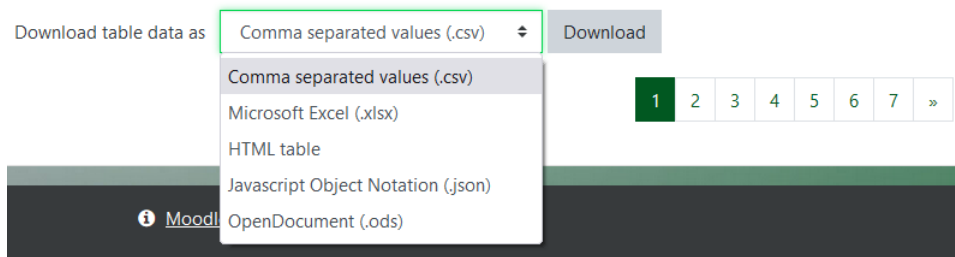 Download table data as
Comma separated values (.csv)
Download
Comma separated values (.csv)
Microsoft Excel (.xlsx)
HTML table
Javascript Object Notation (.json)
OpenDocument (.ods)
1 2 3 4 5 6 7 »
Moodl